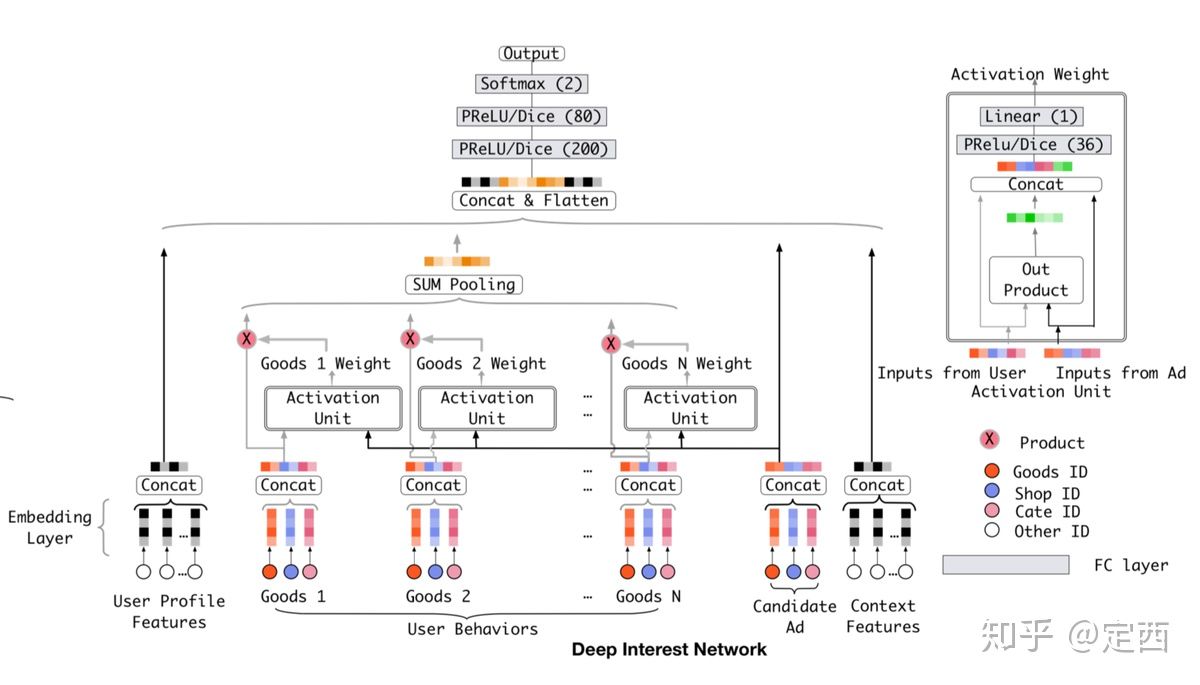 Output
Softmax (2)
PReLU/Dice (80)
PReLU/Dice (200)
Concat & Flatten
SUM Pooling
X
X
X
Goods 1 Weight
Goods 2 Weight
Goods N Weight
Activation
Unit
Activation
Unit
...
...
Activation
Unit
Concat
Concat
Concat
...
...
Concat
Concat
Concat
Embedding
Layer
...
...
...
...
...
User Profile
Features
Goods 1
Goods 2
...
Goods N
User Behaviors
Candidate
Ad
Context
Features
Deep Interest Network
Activation Weight
Linear (1)
PRelu/Dice (36)
Concat
Out
Product
Inputs from User
Inputs from Ad
Activation Unit
X
Product
Goods ID
Shop ID
Cate ID
Other ID
FC layer
知乎 @定西